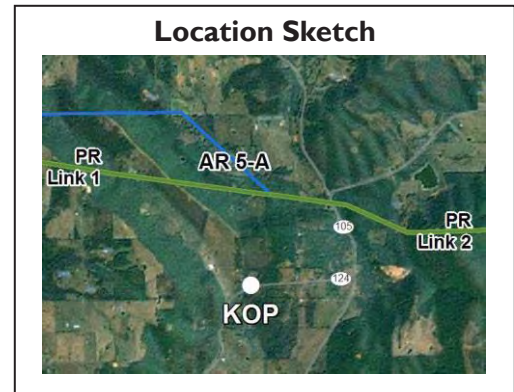 Location Sketch
PR
Link 1
AR 5-A
105
PR
Link 2
124
KOP